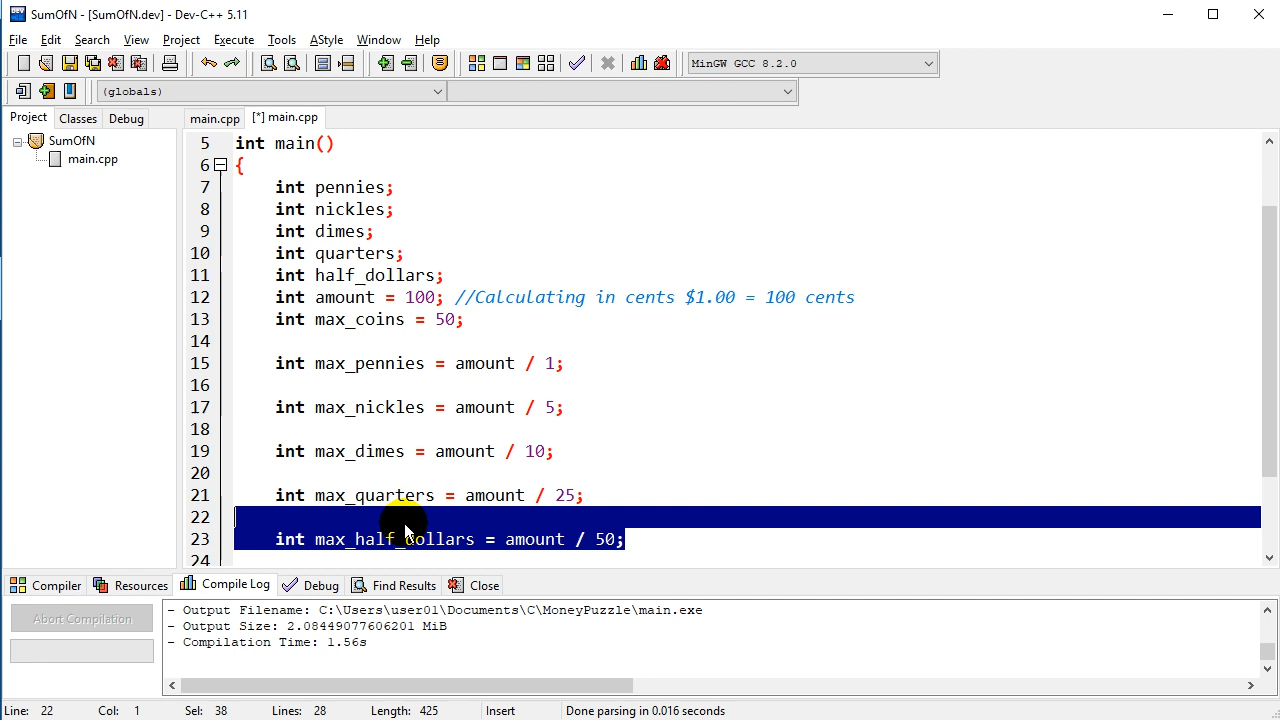 SumOfN - [SumOfN.dev] - Dev-C++ 5.11
File Edit Search View Project Execute Tools AStyle Window Help
MinGW GCC 8.2.0
(globals)
Project Classes Debug main.cpp [*] main.cpp
SumOfN
main.cpp
5 int main()
6 {
7 int pennies;
8 int nickles;
9 int dimes;
10 int quarters;
11 int half_dollars;
12 int amount = 100; //Calculating in cents $1.00 = 100 cents
13 int max_coins = 50;
14
15 int max_pennies = amount / 1;
16
17 int max_nickles = amount / 5;
18
19 int max_dimes = amount / 10;
20
21 int max_quarters = amount / 25;
22
23 int max_half_dollars = amount / 50;
24
Compiler Resources Compile Log Debug Find Results Close
Abort Compilation
- Output Filename: C:\Users\user01\Documents\C\MoneyPuzzle\main.exe
- Output Size: 2.08449077606201 MiB
- Compilation Time: 1.56s
Line: 22 Col: 1 Sel: 38 Lines: 28 Length: 425 Insert Done parsing in 0.016 seconds